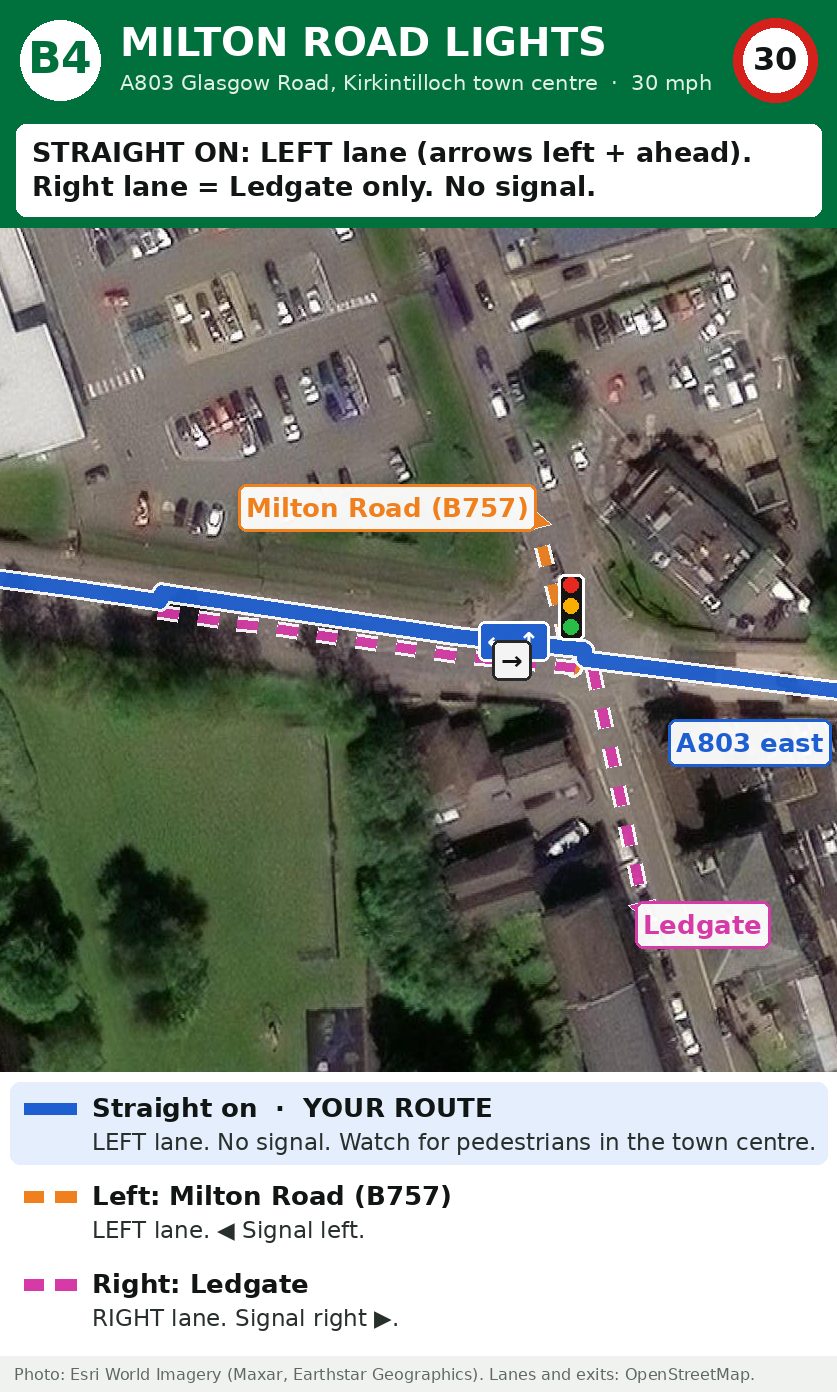 B4
MILTON ROAD LIGHTS
A803 Glasgow Road, Kirkintilloch town centre · 30 mph
30
STRAIGHT ON: LEFT lane (arrows left + ahead).
Right lane = Ledgate only. No signal.
Milton Road (B757)
→
A803 east
Ledgate
Straight on · YOUR ROUTE
LEFT lane. No signal. Watch for pedestrians in the town centre.
Left: Milton Road (B757)
LEFT lane. ◀ Signal left.
Right: Ledgate
RIGHT lane. Signal right ▶.
Photo: Esri World Imagery (Maxar, Earthstar Geographics). Lanes and exits: OpenStreetMap.